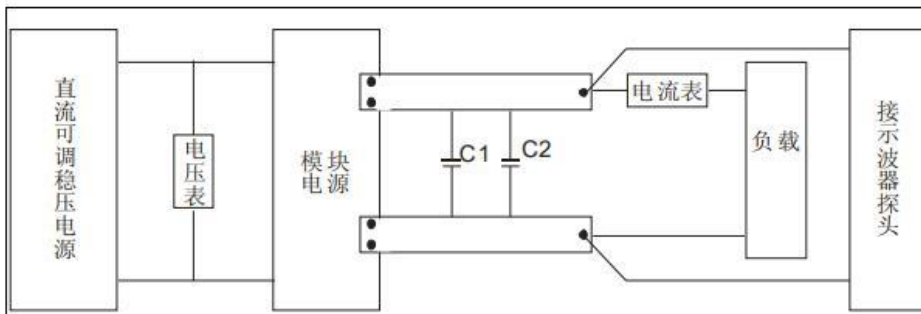 直流可调稳压电源
电压表
模块
电源
C1
C2
电流表
负载
接示波器探头